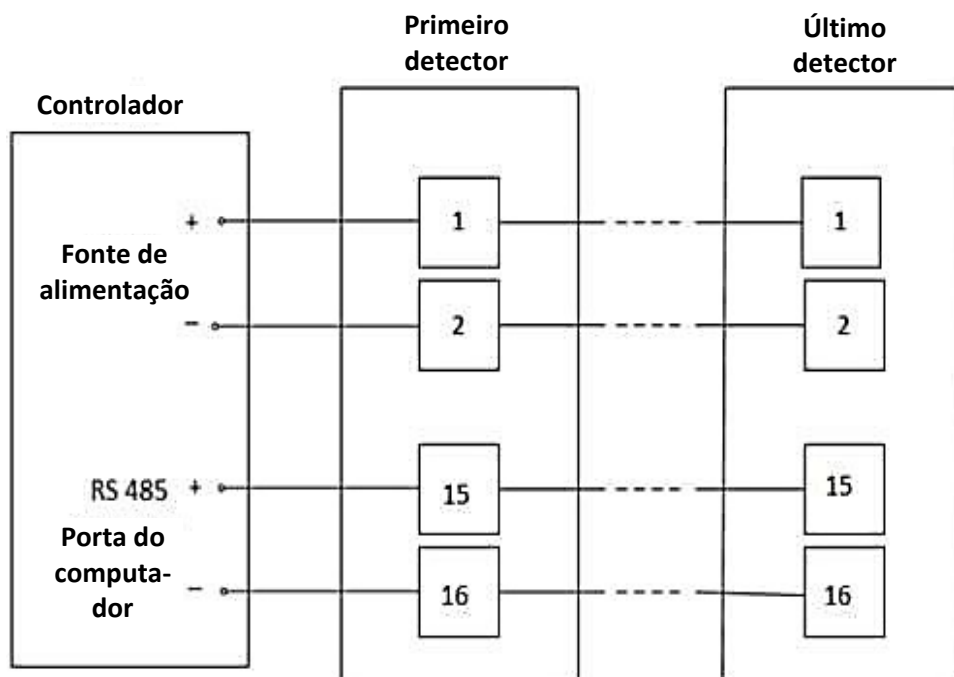 Primeiro
detector
Último
detector
Controlador
+
Fonte de
alimentação
−
1
1
2
2
RS 485 +
Porta do
computa-
dor
−
15
15
16
16